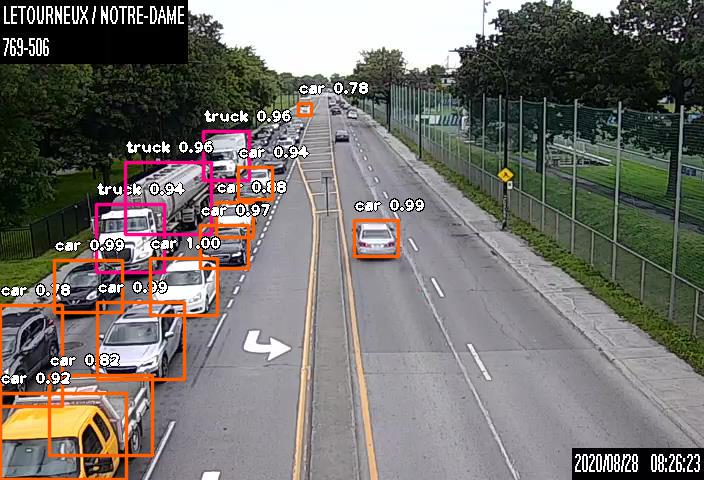 LETOURNEUX / NOTRE-DAME
769-506
car 0.78
truck 0.96
truck 0.96
car 0.94
car 0.88
truck 0.94
car 0.97
car 0.99
car 0.99
car 1.00
car 0.78
car 0.99
car 0.82
car 0.92
2020/08/28 08:26:23